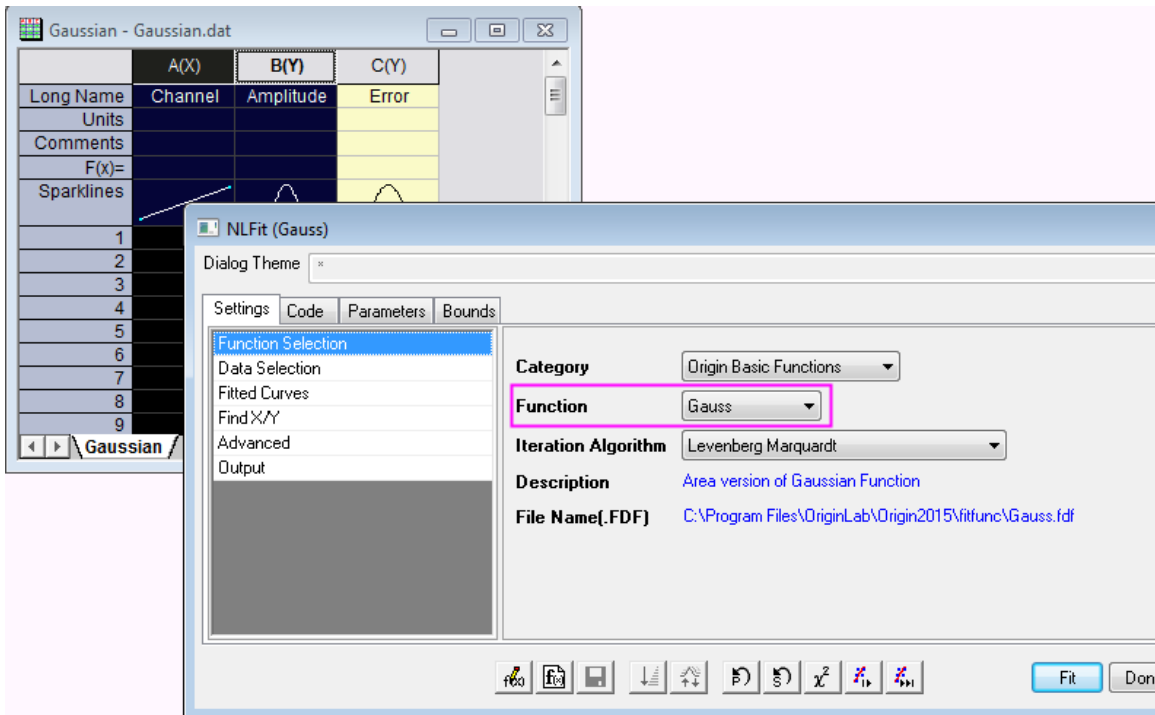 Gaussian - Gaussian.dat
A(X) B(Y) C(Y)
Long Name Channel Amplitude Error
Units
Comments
F(x)=
Sparklines
1
2
3
4
5
6
7
8
9
Gaussian
NLFit (Gauss)
Dialog Theme *
Settings Code Parameters Bounds
Function Selection
Data Selection
Fitted Curves
Find X/Y
Advanced
Output
Category Origin Basic Functions
Function Gauss
Iteration Algorithm Levenberg Marquardt
Description Area version of Gaussian Function
File Name(.FDF) C:\Program Files\OriginLab\Origin2015\fitfunc\Gauss.fdf
P S χ² Fit Don